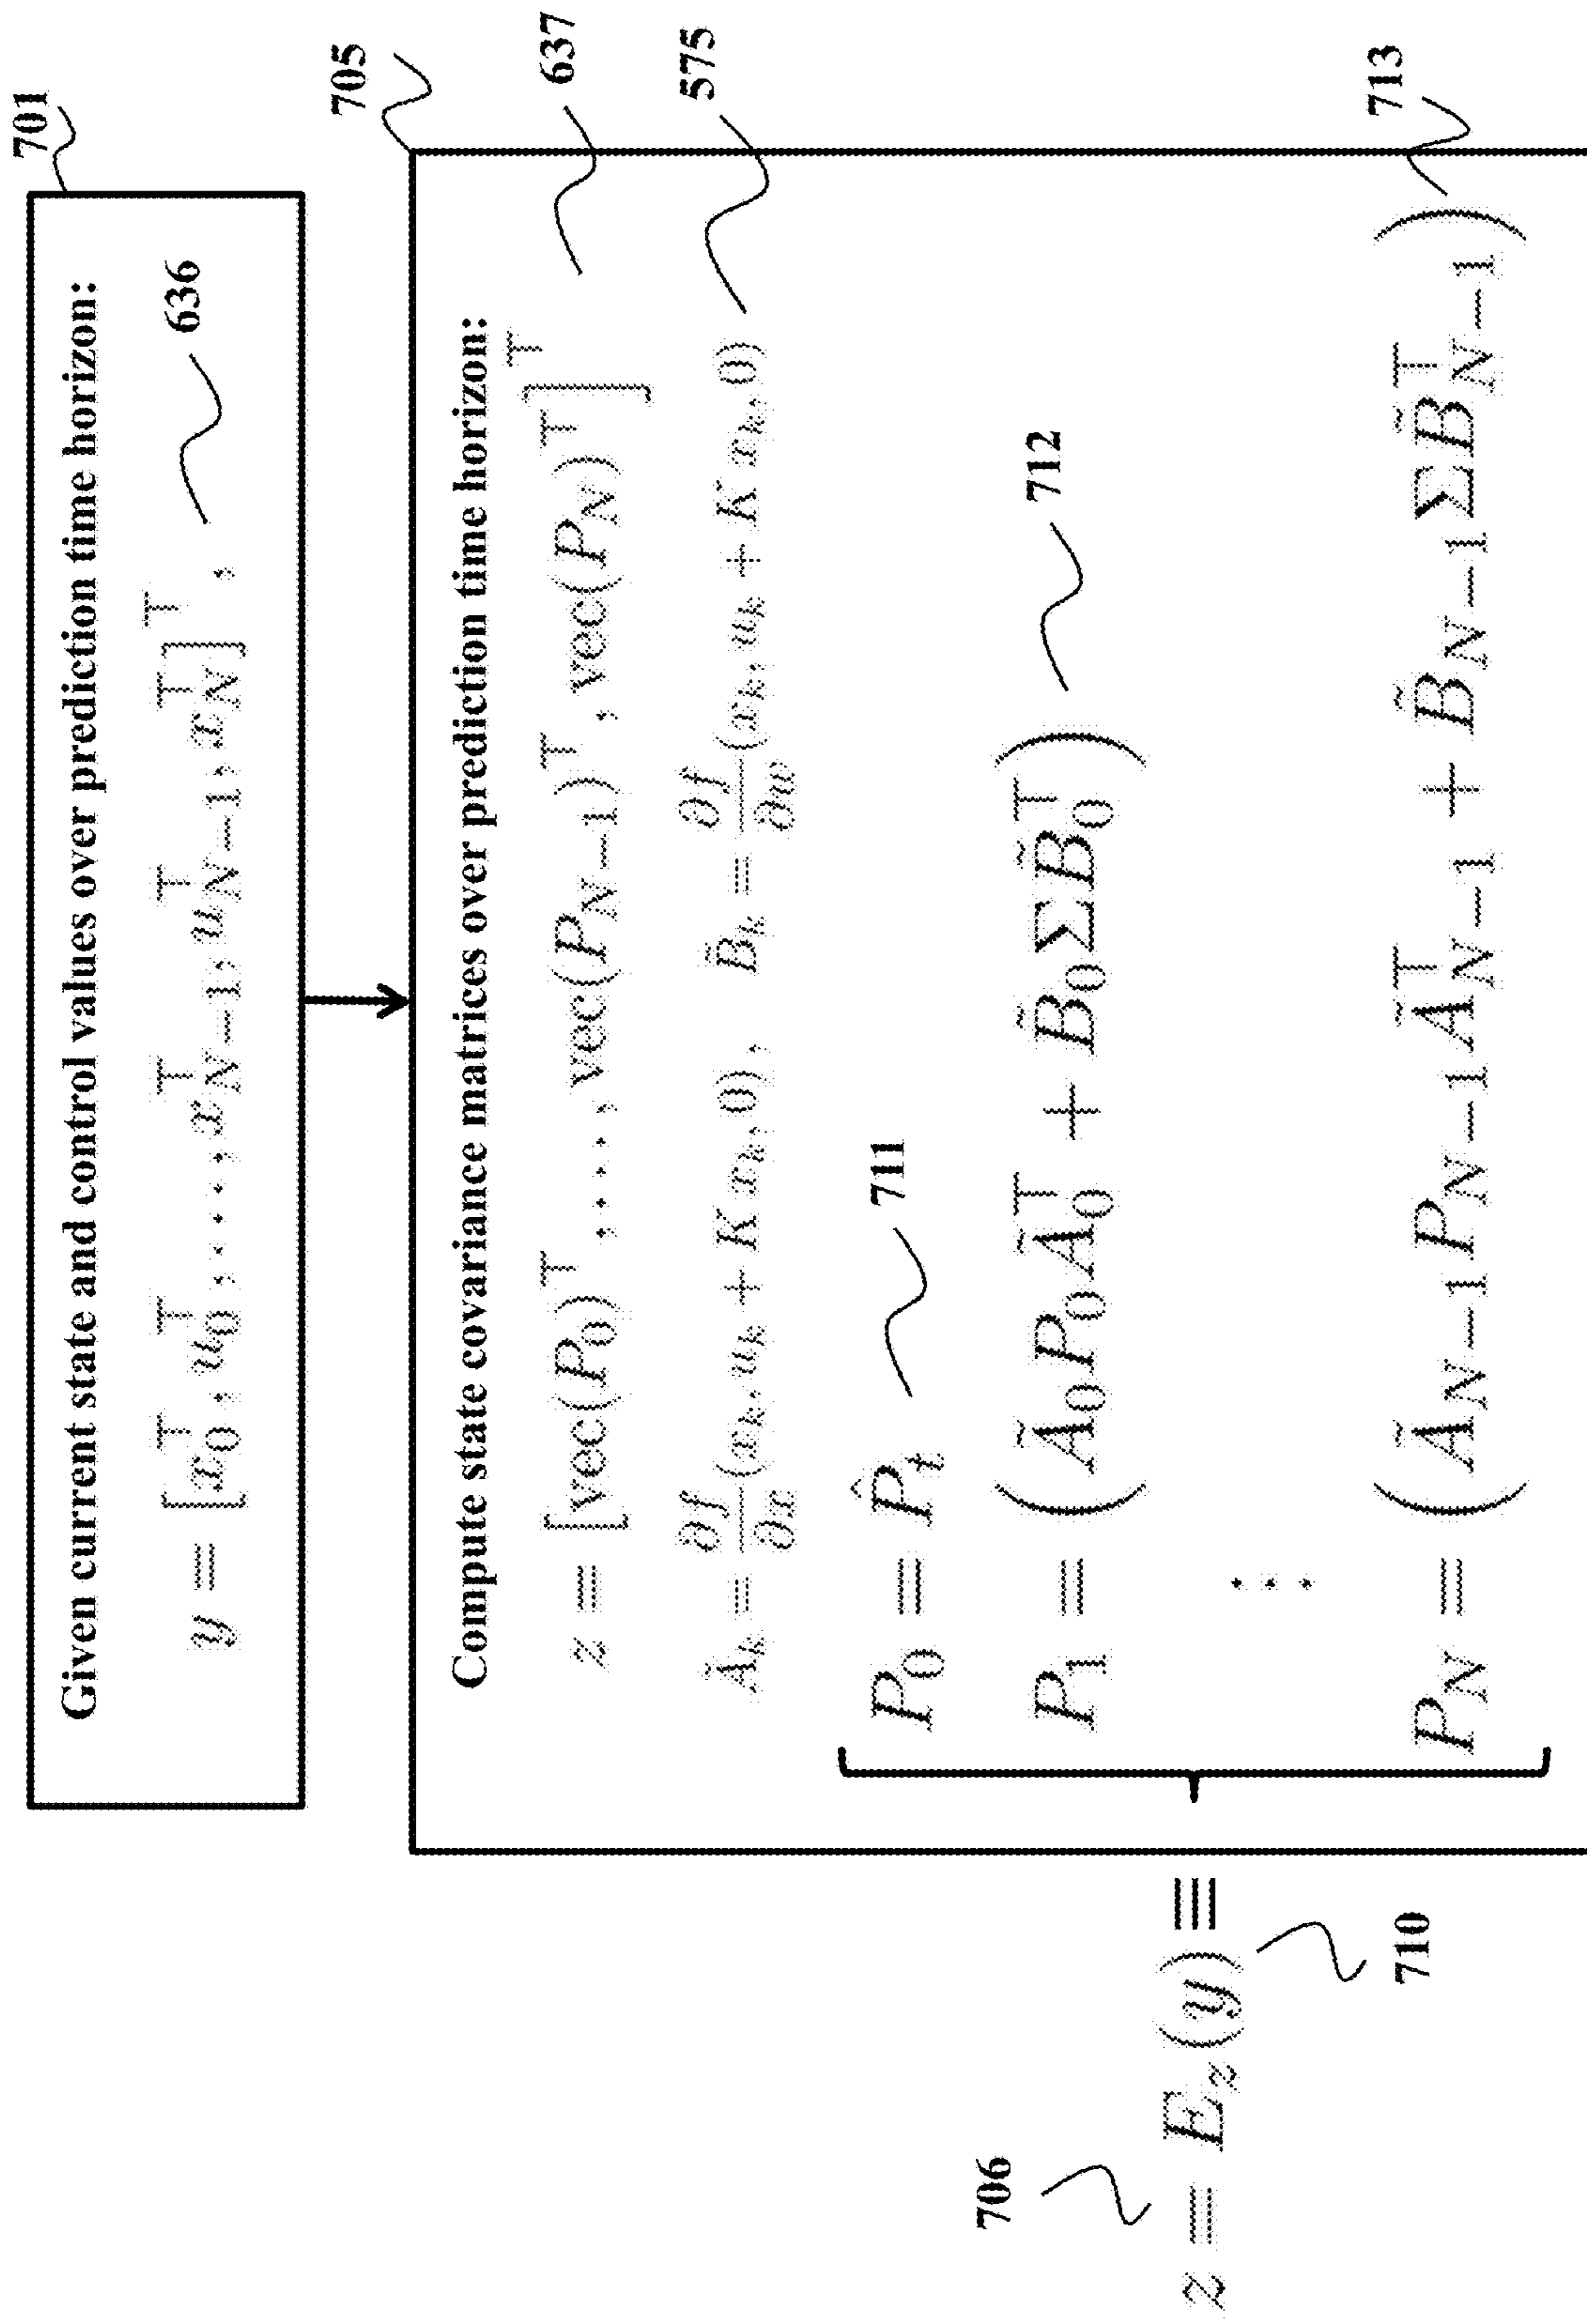 701
Given current state and control values over prediction time horizon:
y = [x_0^T, u_0^T, ..., x_{N-1}^T, u_{N-1}^T, x_N^T]^T,
636
705
Compute state covariance matrices over prediction time horizon:
z = [vec(P_0)^T, ..., vec(P_{N-1})^T, vec(P_N)^T]^T
637
Ã_k = ∂f/∂x (x_k, u_k + K x_k, 0), B̃_k = ∂f/∂w (x_k, u_k + K x_k, 0)
575
P_0 = P̂_t
711
P_1 = (Ã_0 P_0 Ã_0^T + B̃_0 Σ B̃_0^T)
712
⋮
P_N = (Ã_{N-1} P_{N-1} Ã_{N-1}^T + B̃_{N-1} Σ B̃_{N-1}^T)
713
706
z = E_z(y) ≡
710